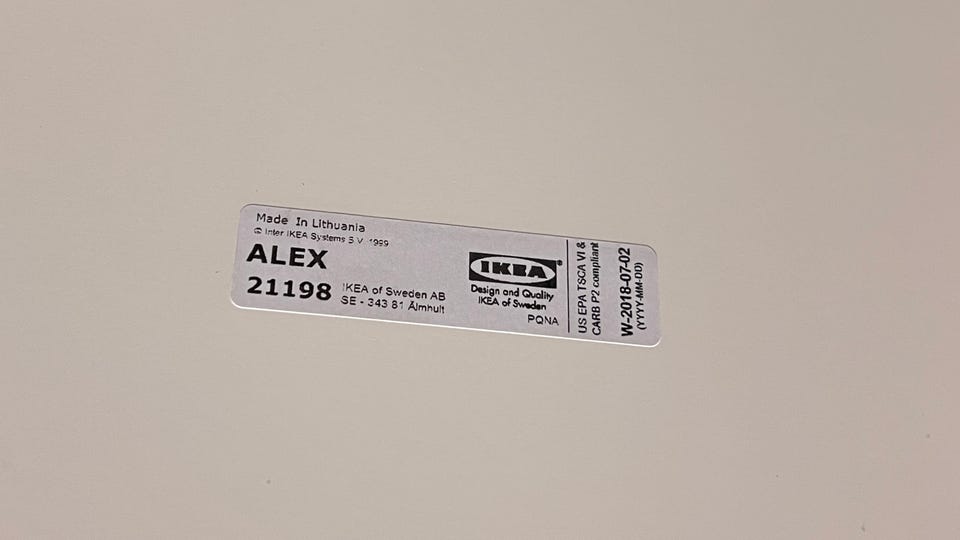 Made In Lithuania
© Inter IKEA Systems B.V. 1999
ALEX
21198
IKEA of Sweden AB
SE - 343 81 Älmhult
IKEA®
Design and Quality
IKEA of Sweden
PQNA
US EPA TSCA VI &
CARB P2 compliant
W-2018-07-02
(YYYY-MM-DD)